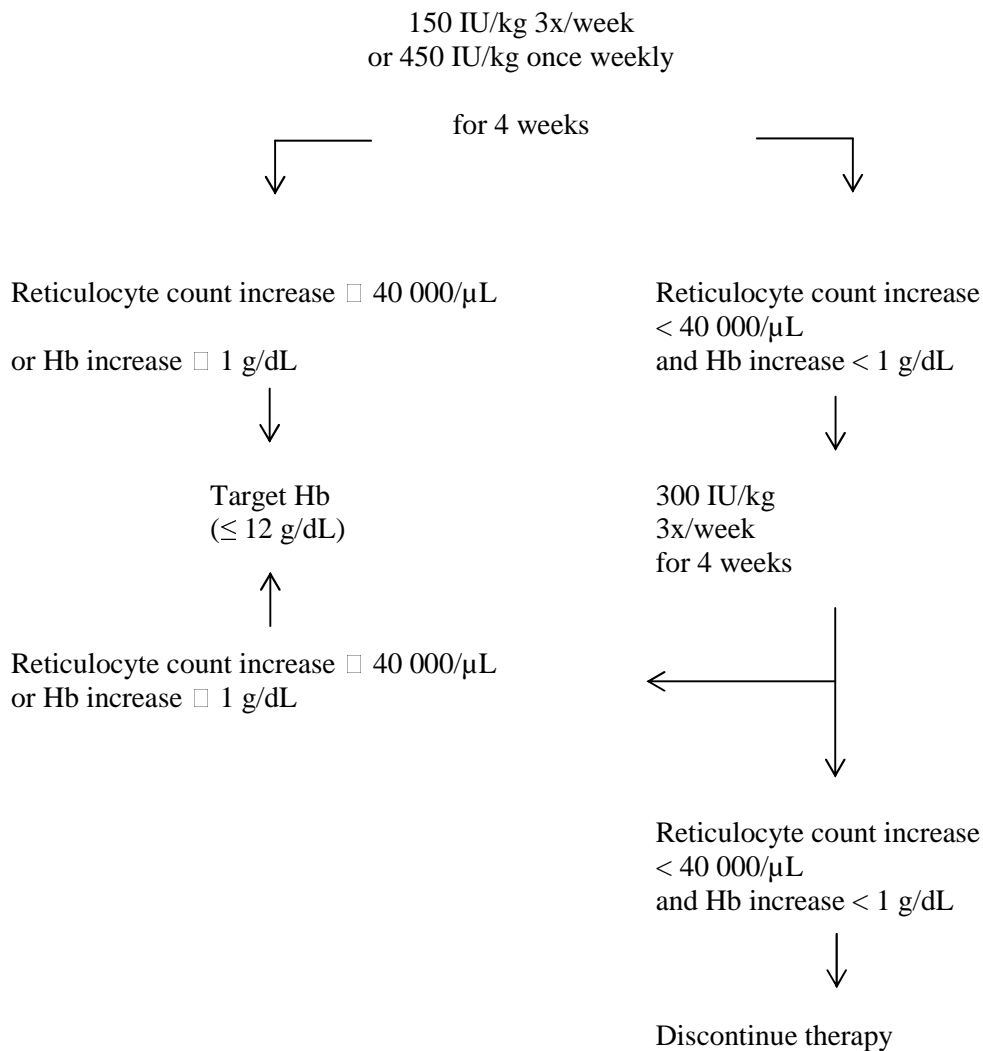 150 IU/kg 3x/week
or 450 IU/kg once weekly
for 4 weeks
Reticulocyte count increase □ 40 000/µL
or Hb increase □ 1 g/dL
Reticulocyte count increase
< 40 000/µL
and Hb increase < 1 g/dL
Target Hb
(≤ 12 g/dL)
300 IU/kg
3x/week
for 4 weeks
Reticulocyte count increase □ 40 000/µL
or Hb increase □ 1 g/dL
Reticulocyte count increase
< 40 000/µL
and Hb increase < 1 g/dL
Discontinue therapy